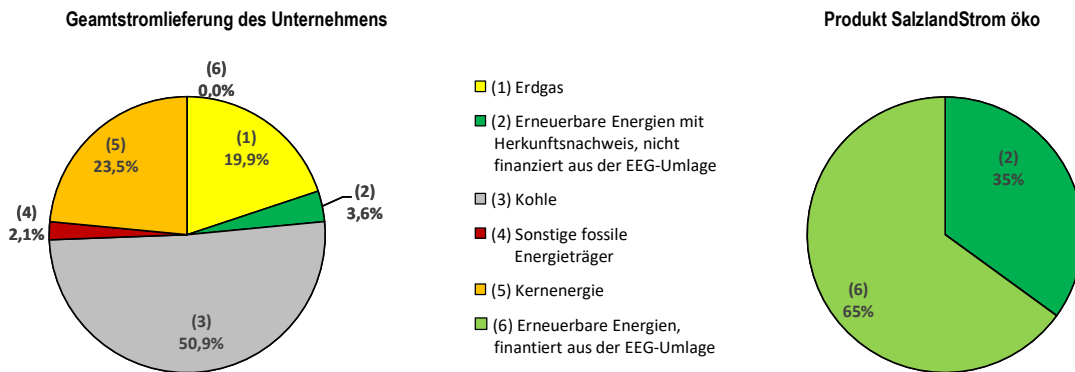 Geamtstromlieferung des Unternehmens
(6)
0,0%
(1)
19,9%
(5)
23,5%
(2)
3,6%
(4)
2,1%
(3)
50,9%
(1) Erdgas
(2) Erneuerbare Energien mit
Herkunftsnachweis, nicht
finanziert aus der EEG-Umlage
(3) Kohle
(4) Sonstige fossile
Energieträger
(5) Kernenergie
(6) Erneuerbare Energien,
finantiert aus der EEG-Umlage
Produkt SalzlandStrom öko
(2)
35%
(6)
65%